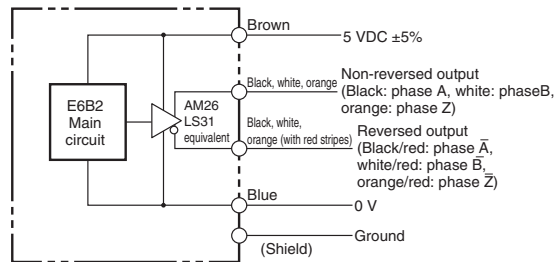 Brown
5 VDC ±5%
Black, white, orange
Non-reversed output
(Black: phase A, white: phaseB,
orange: phase Z)
E6B2
Main
circuit
AM26
LS31
equivalent
Black, white,
orange (with red stripes)
Reversed output
(Black/red: phase A̅,
white/red: phase B̅,
orange/red: phase Z̅)
Blue
0 V
Ground
(Shield)